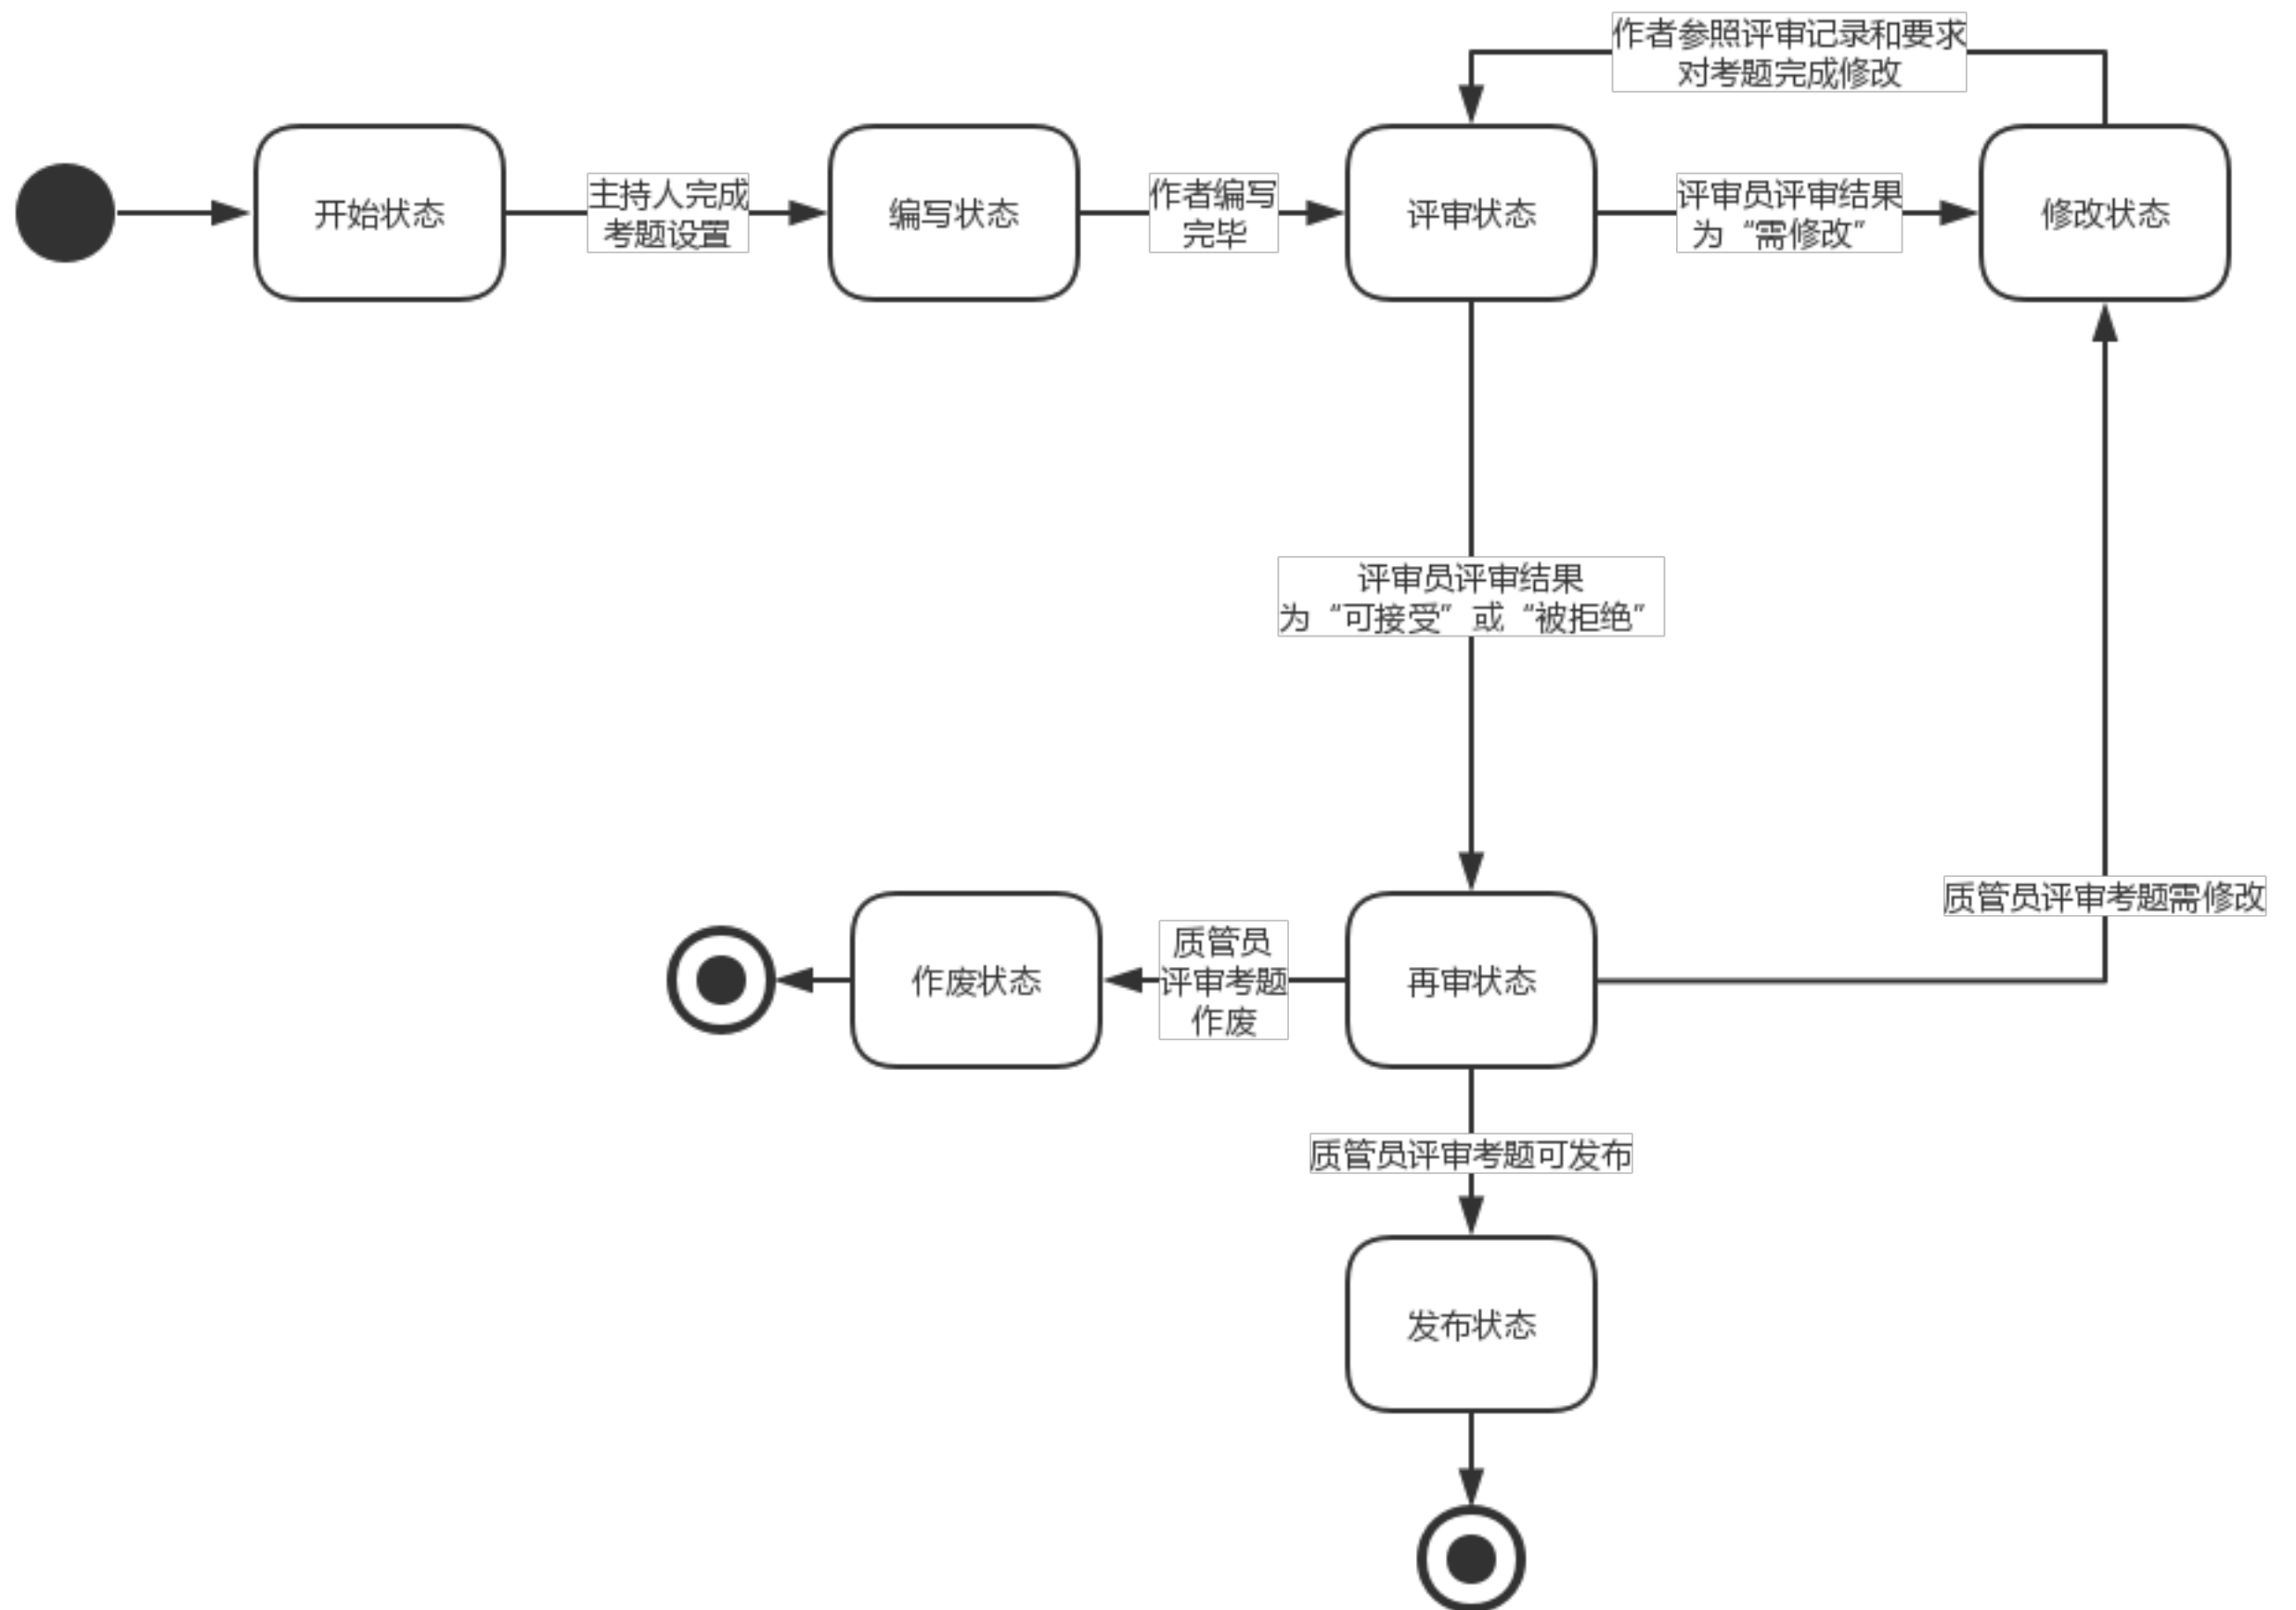 作者参照评审记录和要求
对考题完成修改
开始状态
主持人完成
考题设置
编写状态
作者编写
完毕
评审状态
评审员评审结果
为“需修改”
修改状态
评审员评审结果
为“可接受”或“被拒绝”
质管员评审考题需修改
作废状态
质管员
评审考题
作废
再审状态
质管员评审考题可发布
发布状态